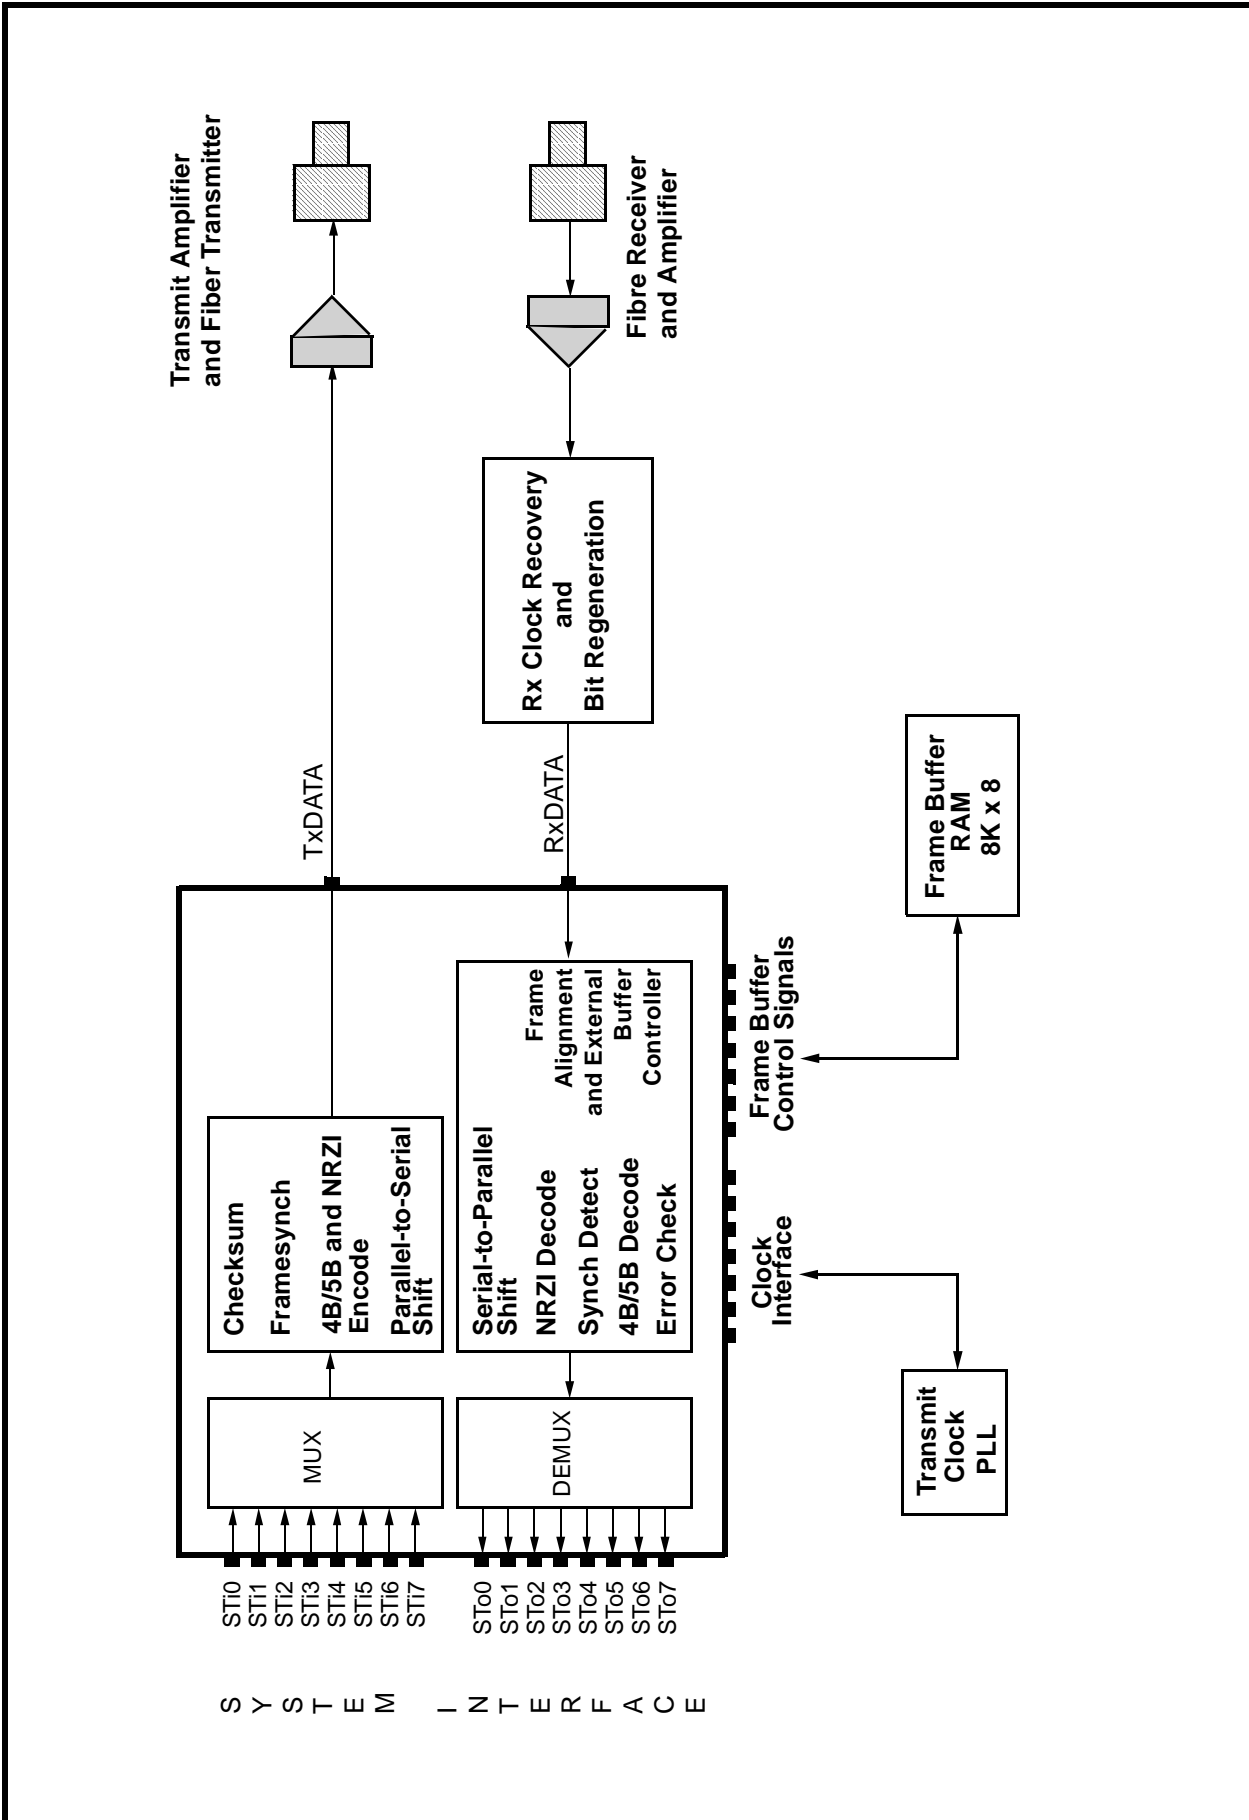 Transmit Amplifier
and Fiber Transmitter
Fibre Receiver
and Amplifier
Rx Clock Recovery
and
Bit Regeneration
TxDATA
RxDATA
Frame Buffer
RAM
8K x 8
Frame Buffer
Control Signals
Clock
Interface
Transmit
Clock
PLL
Checksum
Framesynch
4B/5B and NRZI
Encode
Parallel-to-Serial
Shift
Serial-to-Parallel
Shift
NRZI Decode
Synch Detect
4B/5B Decode
Error Check
Frame
Alignment
and External
Buffer
Controller
MUX
DEMUX
STi0
STi1
STi2
STi3
STi4
STi5
STi6
STi7
STo0
STo1
STo2
STo3
STo4
STo5
STo6
STo7
SYSTEM INTERFACE